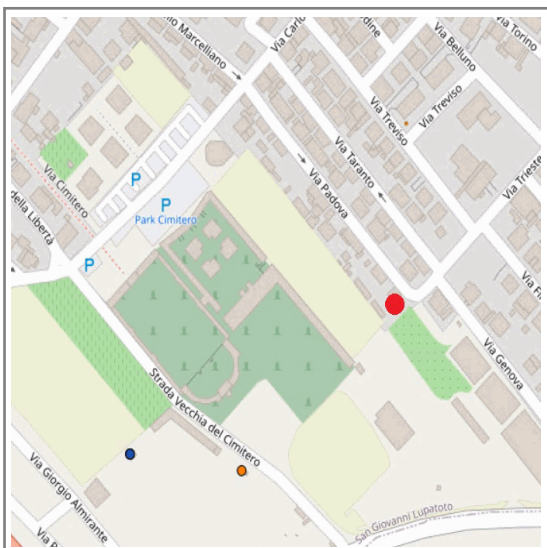 Marcelliano
Via Carlo
Via Belluno
Via Torino
Via Treviso
Via Treviso
Via Taranto
Via Padova
Via Trieste
Via Cimitero
P
P
Park Cimitero
P
della Libertà
Via Genova
Strada Vecchia del Cimitero
Via Giorgio Almirante
San Giovanni Lupatoto